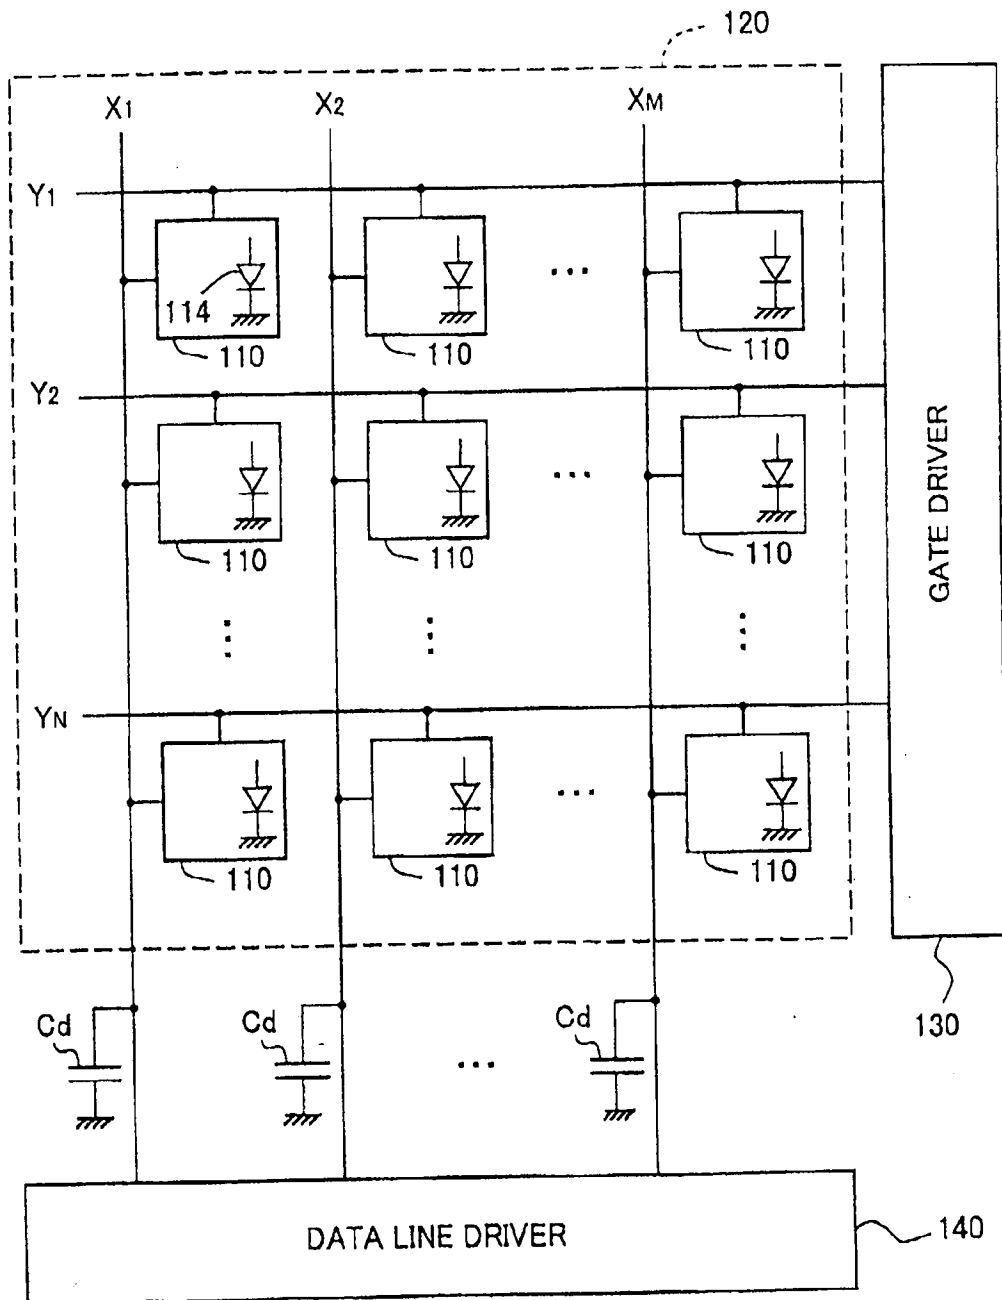 120
X1 X2 XM
Y1
114
110 110 110
Y2
110 110 110
GATE DRIVER
YN
110 110 110
Cd Cd Cd
130
DATA LINE DRIVER
140